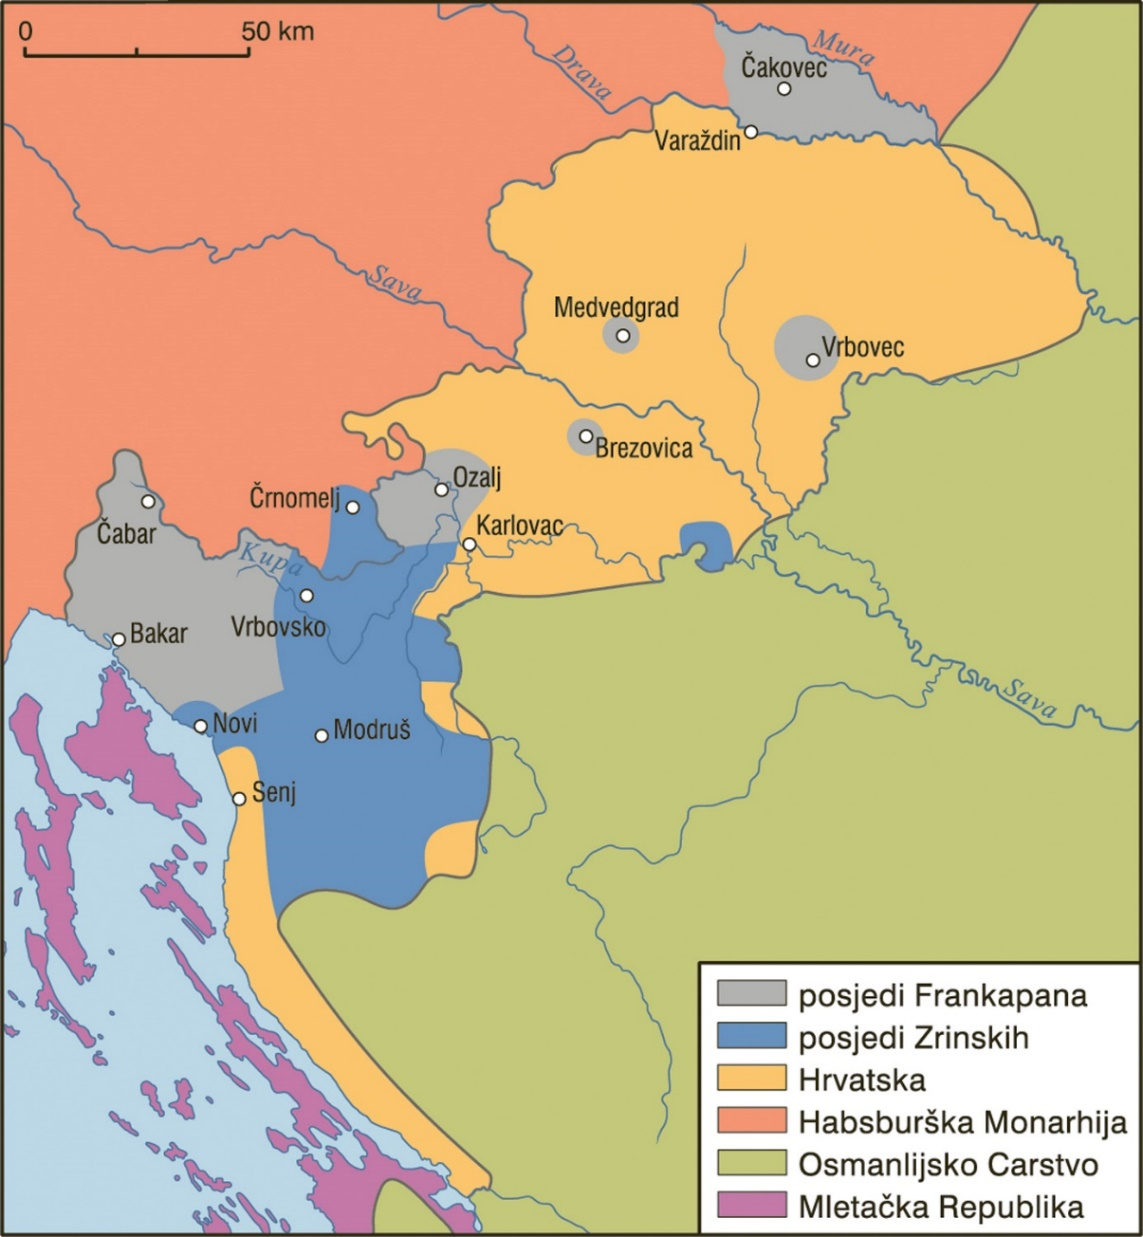 0 50 km
Drava
Mura
Čakovec
Varaždin
Sava
Medvedgrad
Vrbovec
Brezovica
Ozalj
Črnomelj
Čabar
Karlovac
Kupa
Vrbovsko
Bakar
Novi
Modruš
Sava
Senj
posjedi Frankapana
posjedi Zrinskih
Hrvatska
Habsburška Monarhija
Osmanlijsko Carstvo
Mletačka Republika